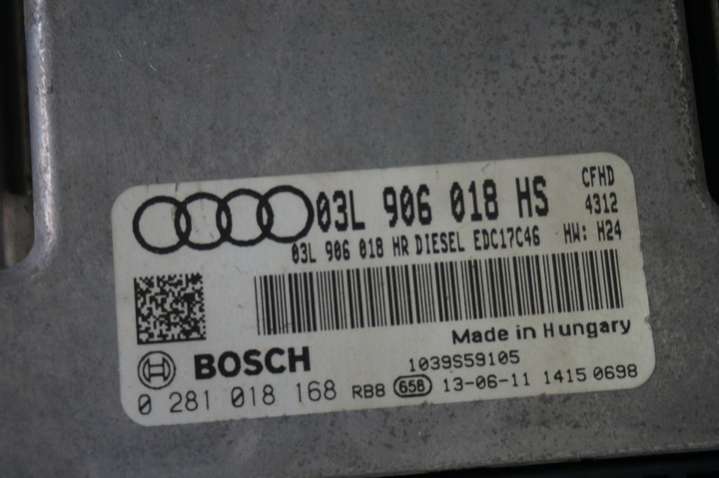 03L 906 018 HS CFHD
4312
03L 906 018 HR DIESEL EDC17C46 HW: H24
Made in Hungary
BOSCH 1039S59105
0 281 018 168 RB8 658 13-06-11 1415 0698